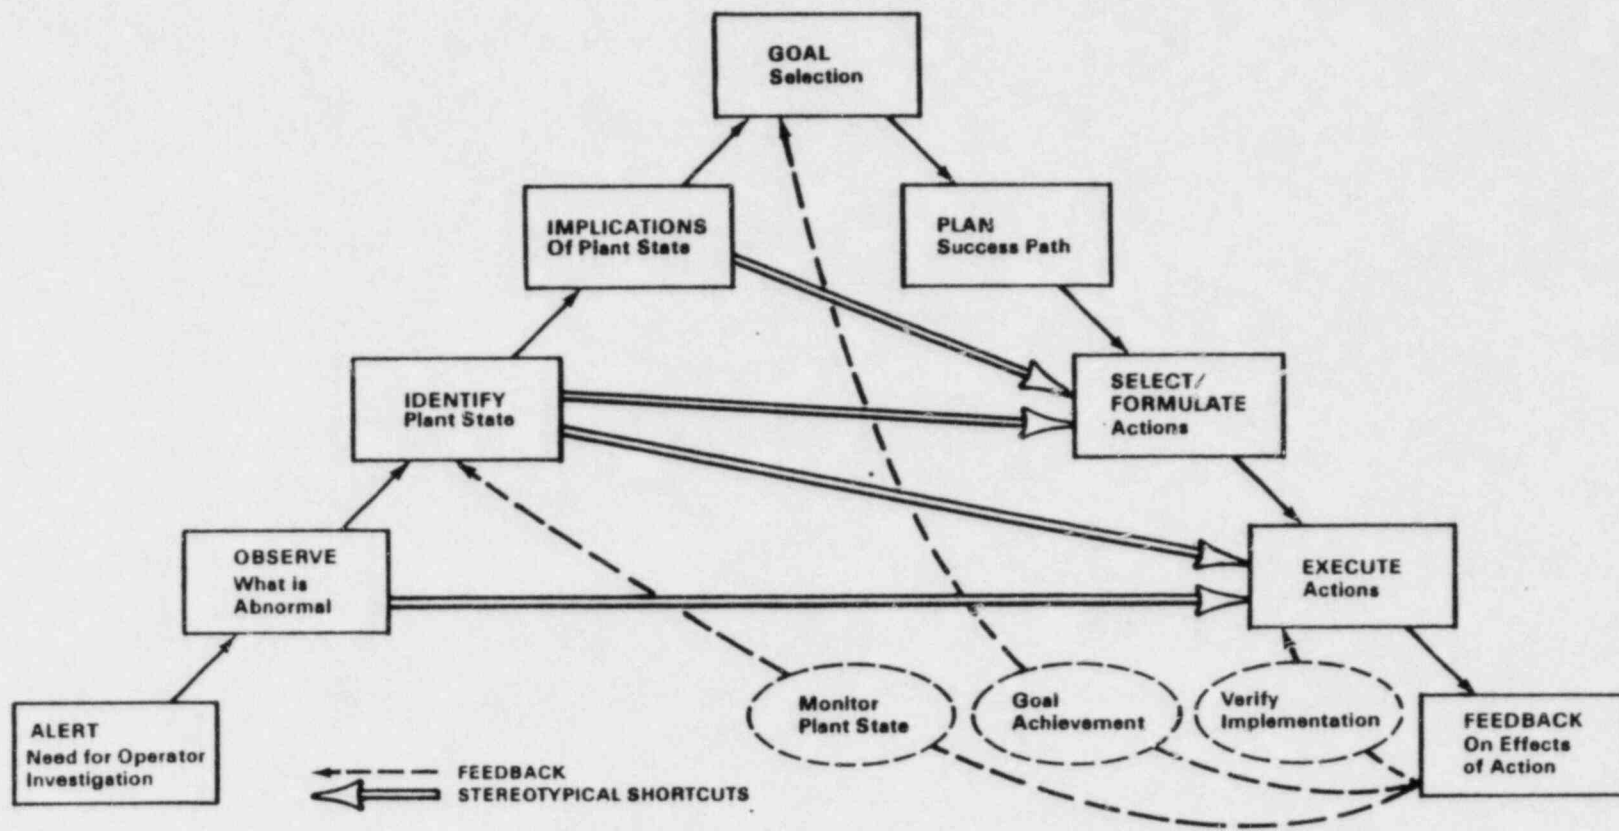 GOAL
Selection
IMPLICATIONS
Of Plant State
PLAN
Success Path
IDENTIFY
Plant State
SELECT/
FORMULATE
Actions
OBSERVE
What is
Abnormal
EXECUTE
Actions
ALERT
Need for Operator
Investigation
Monitor
Plant State
Goal
Achievement
Verify
Implementation
FEEDBACK
On Effects
of Action
FEEDBACK
STEREOTYPICAL SHORTCUTS